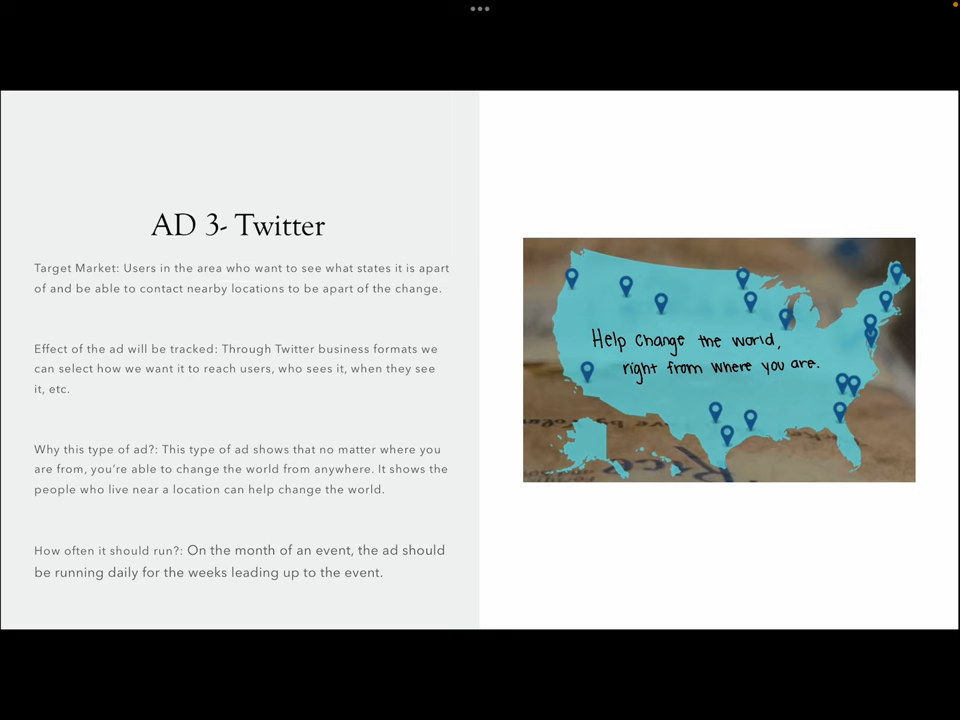 AD 3- Twitter
Target Market: Users in the area who want to see what states it is apart
of and be able to contact nearby locations to be apart of the change.
Effect of the ad will be tracked: Through Twitter business formats we
can select how we want it to reach users, who sees it, when they see
it, etc.
Why this type of ad?: This type of ad shows that no matter where you
are from, you’re able to change the world from anywhere. It shows the
people who live near a location can help change the world.
How often it should run?: On the month of an event, the ad should
be running daily for the weeks leading up to the event.
Help change the world,
right from where you are.